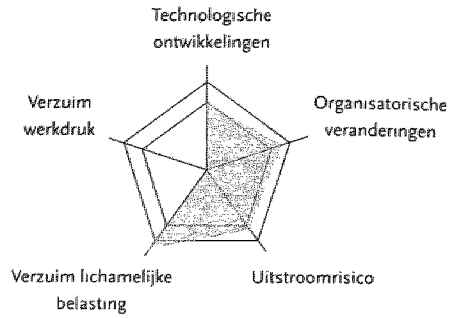 Technologische
ontwikkelingen
Organisatorische
veranderingen
Uitstroomrisico
Verzuim lichamelijke
belasting
Verzuim
werkdruk